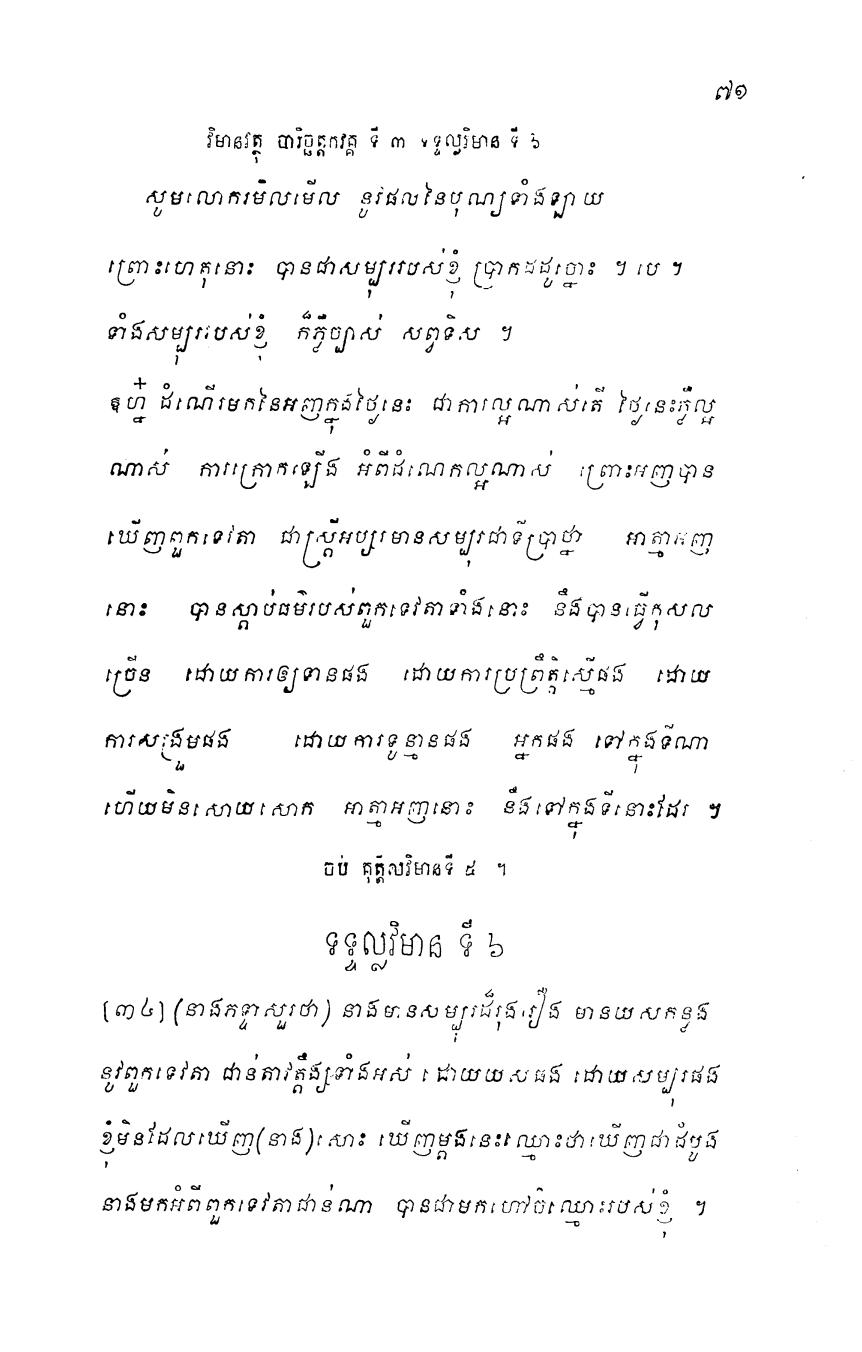 ៧១
វិមានវត្ថុ បារិច្ឆត្តកវគ្គ ទី ៣ ទទ្ទល្លវិមាន ទី ៦
សូមលោករមិលមើល នូវផលនៃបុណ្យទាំងឡាយ
ព្រោះហេតុនោះ បានជាសម្បុររបស់ខ្ញុំ ប្រាកដដូច្នោះ ។ បេ ។
ទាំងសម្បុររបស់ខ្ញុំ ក៏ភ្លឺច្បាស់ សព្វទិស ។
ឱហ្ន៎ ដំណើរមកនៃអញក្នុងថ្ងៃនេះ ជាការល្អណាស់តើ ថ្ងៃនេះភ្លឺល្អ
ណាស់ ការក្រោកឡើង អំពីដំណេកល្អណាស់ ព្រោះអញបាន
ឃើញពួកទេវតា ជាស្ត្រីអប្សរមានសម្បុរជាទីប្រាថ្នា អាត្មាអញ
នោះ បានស្តាប់ធម៌របស់ពួកទេវតាទាំងនោះ នឹងបានធ្វើកុសល
ច្រើន ដោយការឲ្យទានផង ដោយការប្រព្រឹត្តិស្មើផង ដោយ
ការសង្រួមផង ដោយការទូន្មានផង អ្នកផង ទៅក្នុងទីណា
ហើយមិនសោយសោក អាត្មាអញនោះ នឹងទៅក្នុងទីនោះដែរ ៗ
ចប់ គុត្តិលវិមានទី ៥ ។
ទទ្ទល្លវិមាន ទី ៦
[៣៤] (នាងភទ្ទាសួរថា) នាងមានសម្បុរដ៏រុងរឿង មានយសកន្លង
នូវពួកទេវតា ជាន់តាវត្តឹង្សទាំងអស់ ដោយយសផង ដោយសម្បុរផង
ខ្ញុំមិនដែលឃើញ(នាង)សោះ ឃើញម្តងនេះឈ្មោះថាឃើញជាដំបូង
នាងមកអំពីពួកទេវតាជាន់ណា បានជាមកហៅចំឈ្មោះរបស់ខ្ញុំ ។